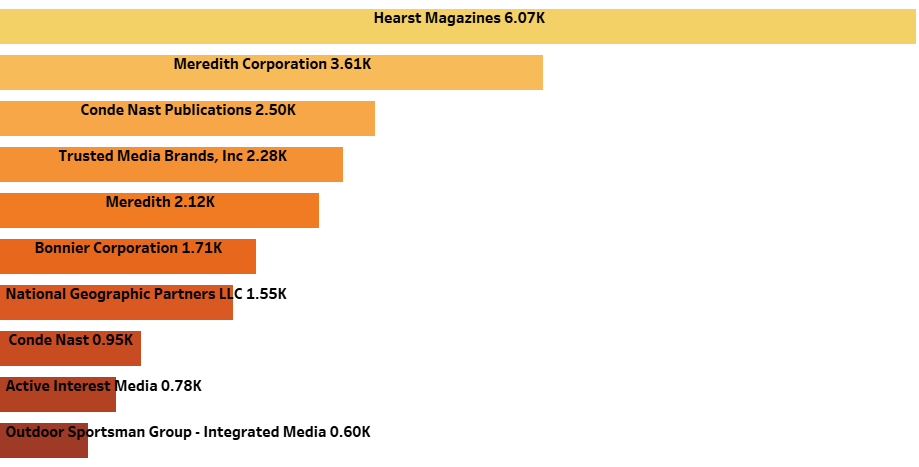 Hearst Magazines 6.07K
Meredith Corporation 3.61K
Conde Nast Publications 2.50K
Trusted Media Brands, Inc 2.28K
Meredith 2.12K
Bonnier Corporation 1.71K
National Geographic Partners LLC 1.55K
Conde Nast 0.95K
Active Interest Media 0.78K
Outdoor Sportsman Group - Integrated Media 0.60K